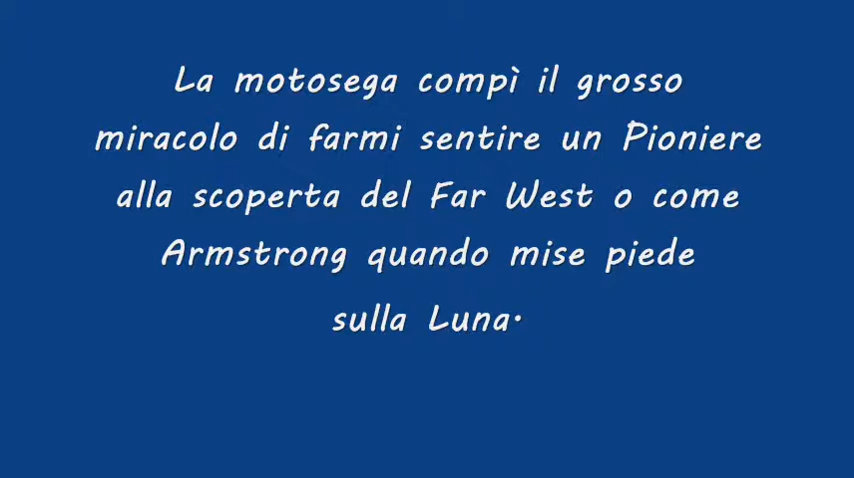 La motosega compì il grosso
miracolo di farmi sentire un Pioniere
alla scoperta del Far West o come
Armstrong quando mise piede
sulla Luna.